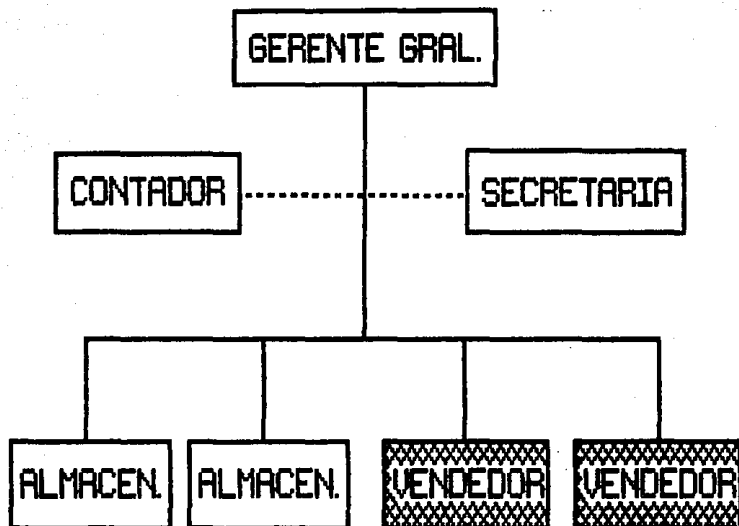 GERENTE GRAL.
CONTADOR
SECRETARIA
ALMACEN.
ALMACEN.
VENDEDOR
VENDEDOR